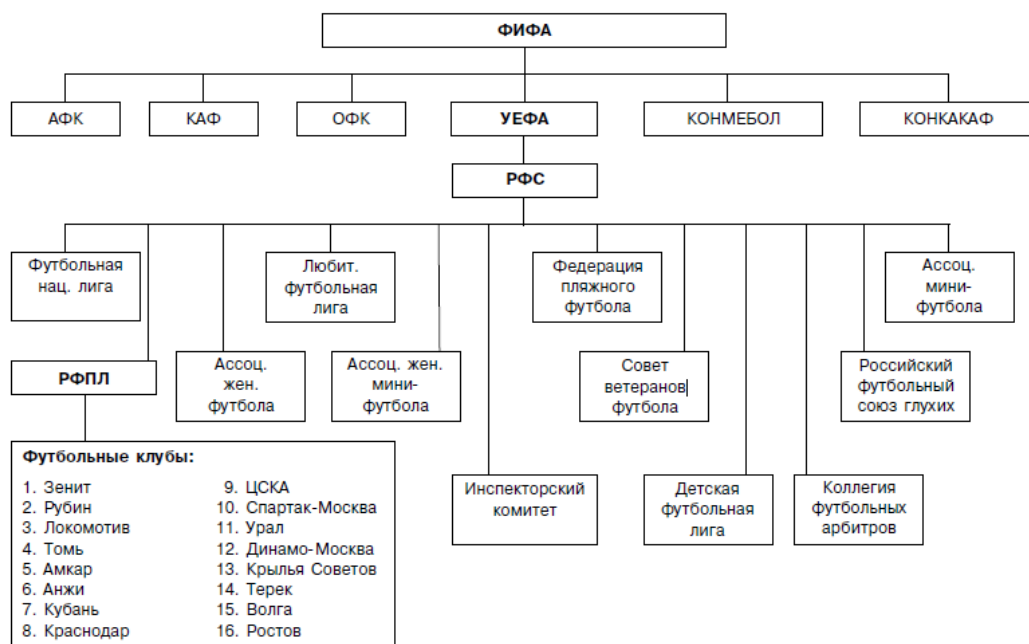 ФИФА
АФК
КАФ
ОФК
УЕФА
КОНМЕБОЛ
КОНКАКАФ
РФС
Футбольная
нац. лига
Любит.
футбольная
лига
Федерация
пляжного
футбола
Ассоц.
мини-
футбола
РФПЛ
Ассоц.
жен.
футбола
Ассоц. жен.
мини-
футбола
Совет
ветеранов
футбола
Российский
футбольный
союз глухих
Футбольные клубы:
1. Зенит
2. Рубин
3. Локомотив
4. Томь
5. Амкар
6. Анжи
7. Кубань
8. Краснодар
9. ЦСКА
10. Спартак-Москва
11. Урал
12. Динамо-Москва
13. Крылья Советов
14. Терек
15. Волга
16. Ростов
Инспекторский
комитет
Детская
футбольная
лига
Коллегия
футбольных
арбитров